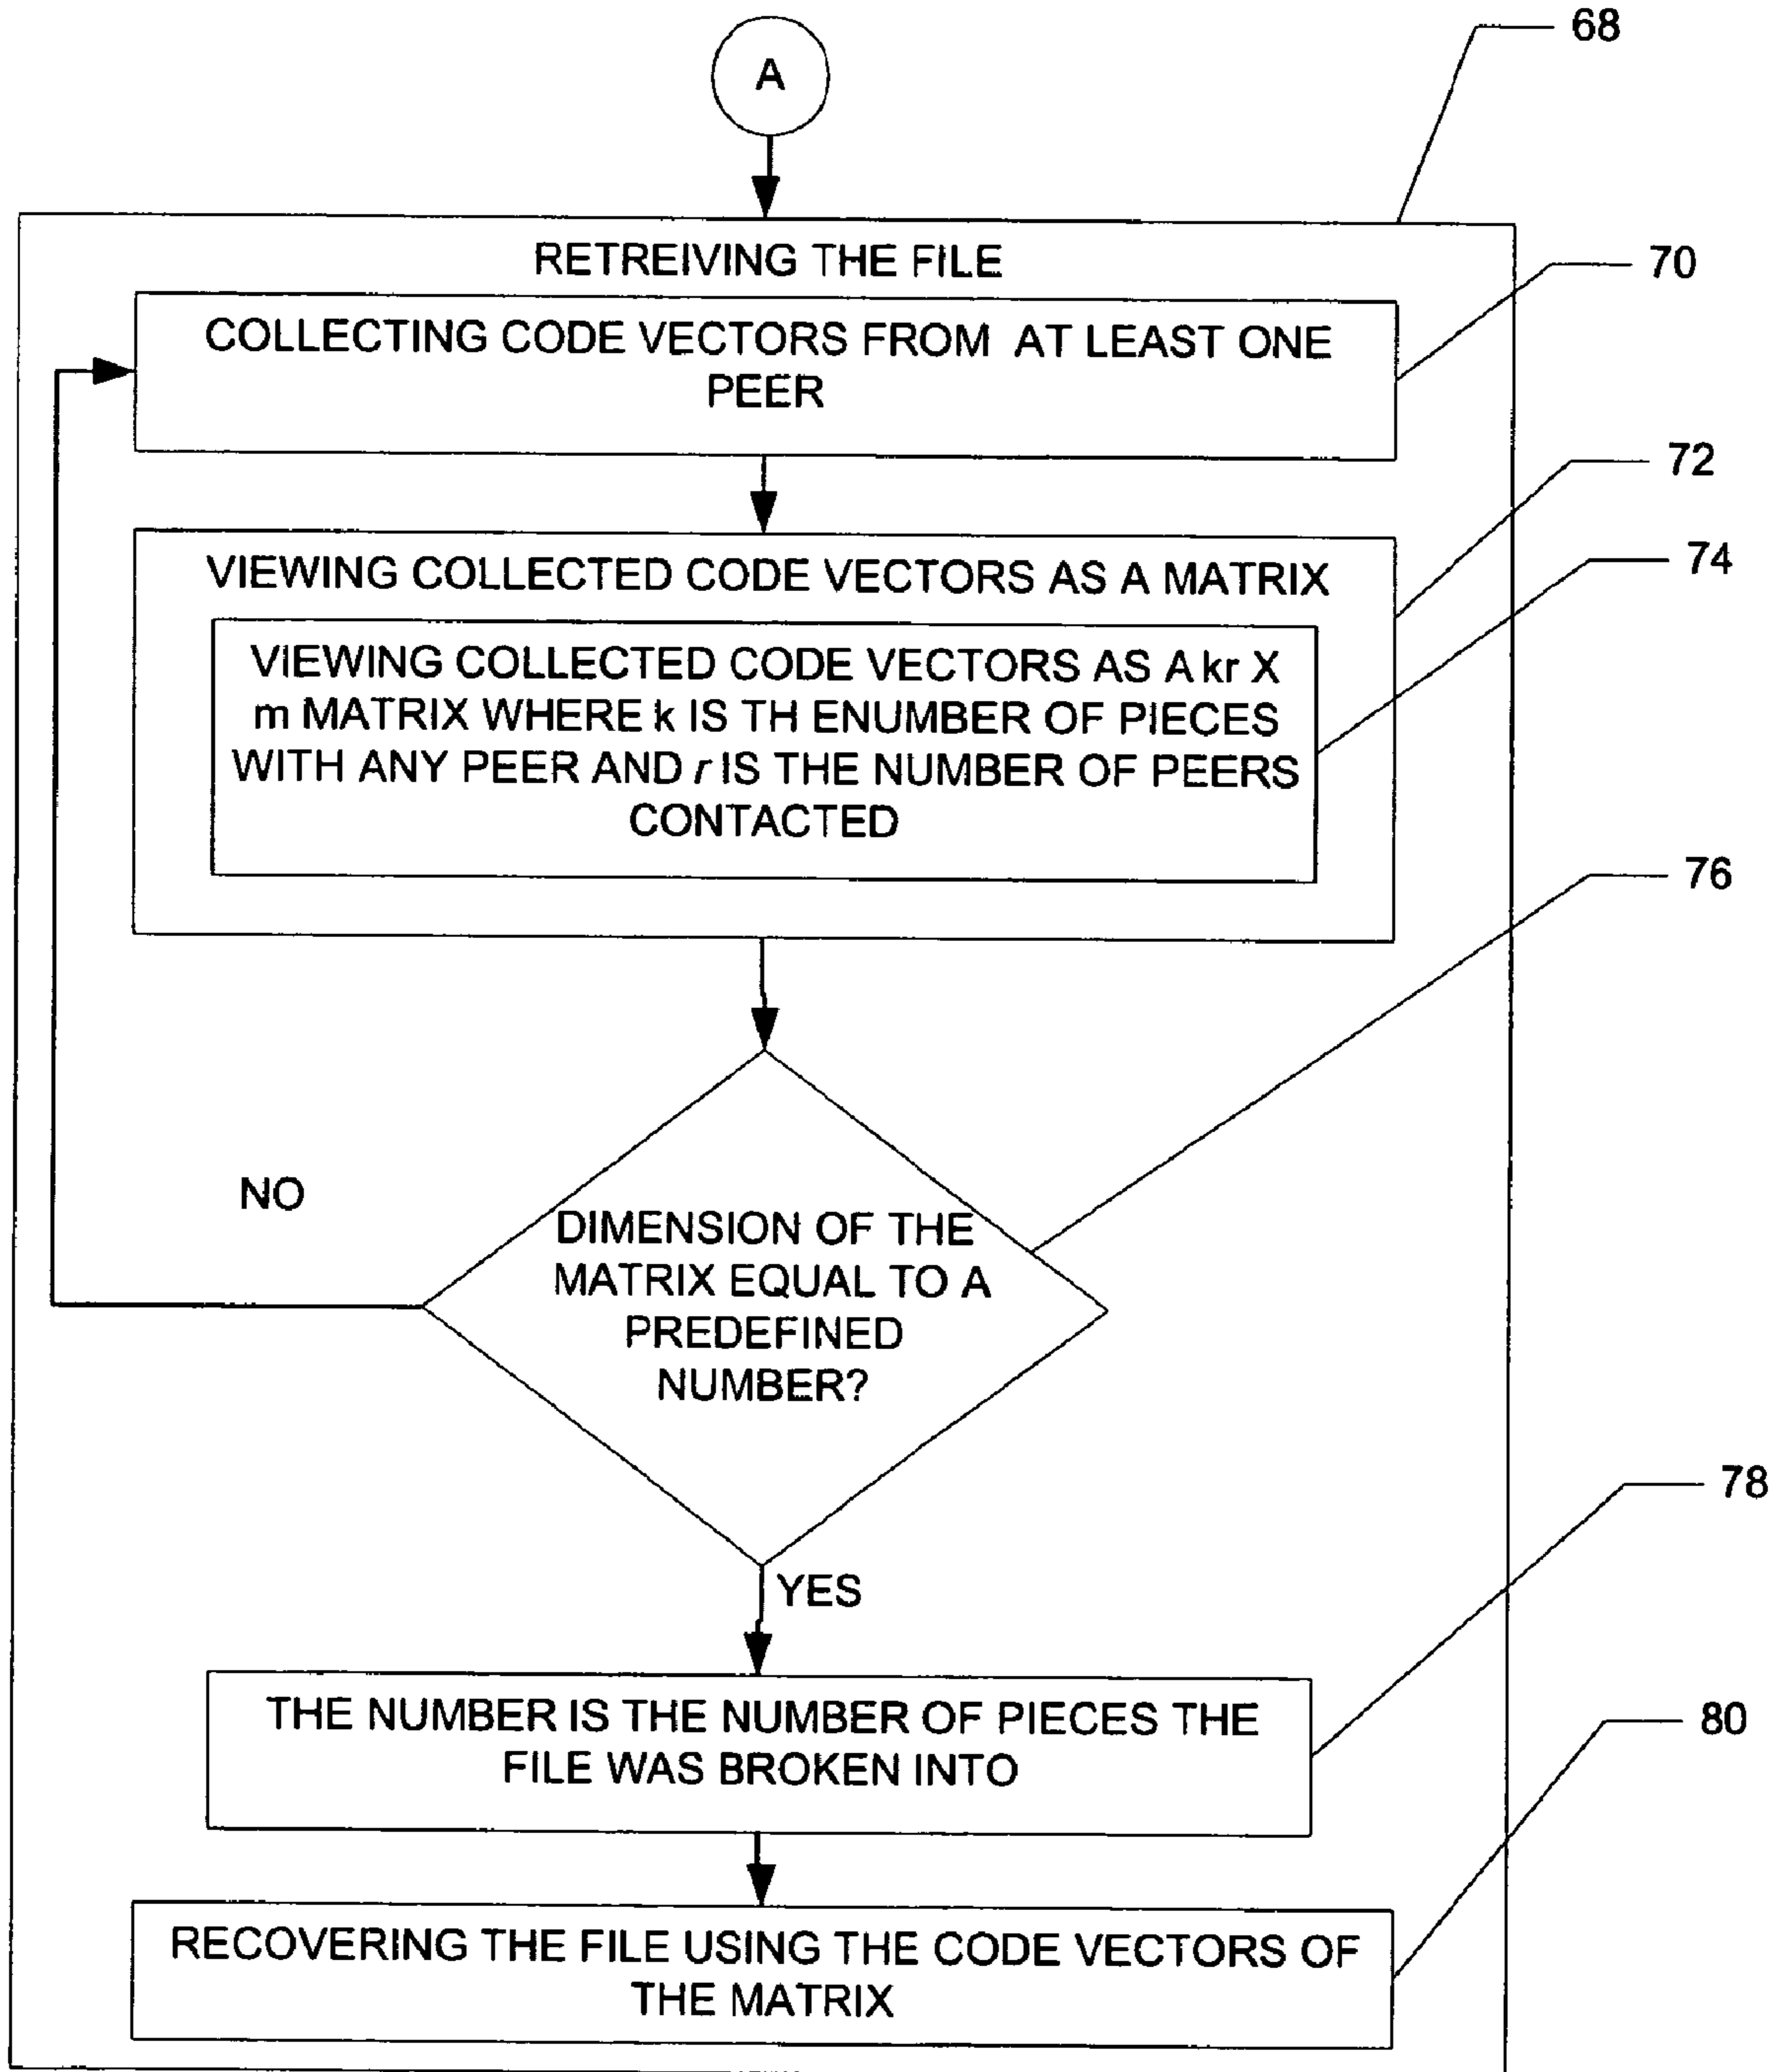 A
68
RETREIVING THE FILE
70
COLLECTING CODE VECTORS FROM AT LEAST ONE
PEER
72
VIEWING COLLECTED CODE VECTORS AS A MATRIX
74
VIEWING COLLECTED CODE VECTORS AS A kr X
m MATRIX WHERE k IS TH ENUMBER OF PIECES
WITH ANY PEER AND r IS THE NUMBER OF PEERS
CONTACTED
76
NO
DIMENSION OF THE
MATRIX EQUAL TO A
PREDEFINED
NUMBER?
78
YES
THE NUMBER IS THE NUMBER OF PIECES THE
FILE WAS BROKEN INTO
80
RECOVERING THE FILE USING THE CODE VECTORS OF
THE MATRIX